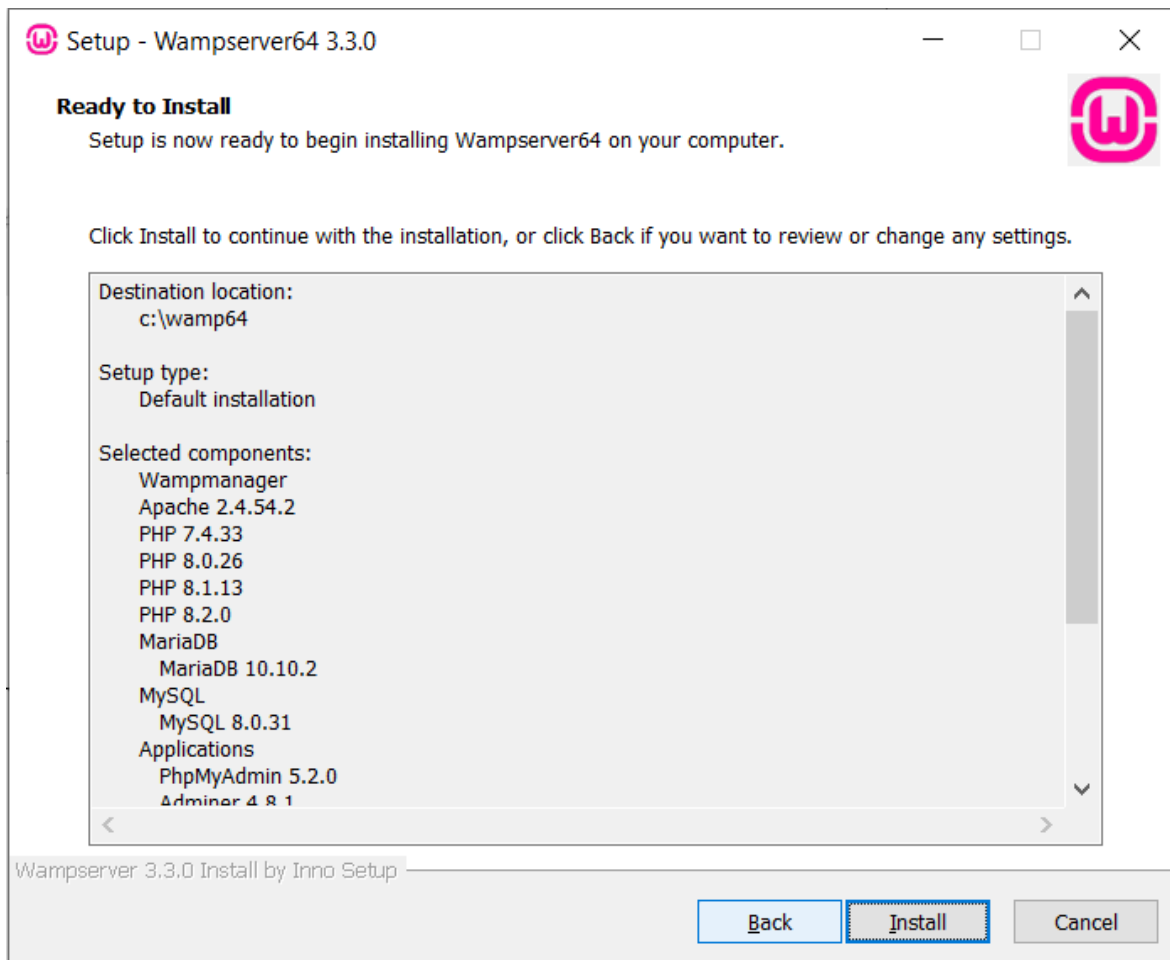 Setup - Wampserver64 3.3.0
Ready to Install
Setup is now ready to begin installing Wampserver64 on your computer.
Click Install to continue with the installation, or click Back if you want to review or change any settings.
Destination location:
c:\wamp64
Setup type:
Default installation
Selected components:
Wampmanager
Apache 2.4.54.2
PHP 7.4.33
PHP 8.0.26
PHP 8.1.13
PHP 8.2.0
MariaDB
MariaDB 10.10.2
MySQL
MySQL 8.0.31
Applications
PhpMyAdmin 5.2.0
Adminer 4.8.1
Wampserver 3.3.0 Install by Inno Setup
Back
Install
Cancel